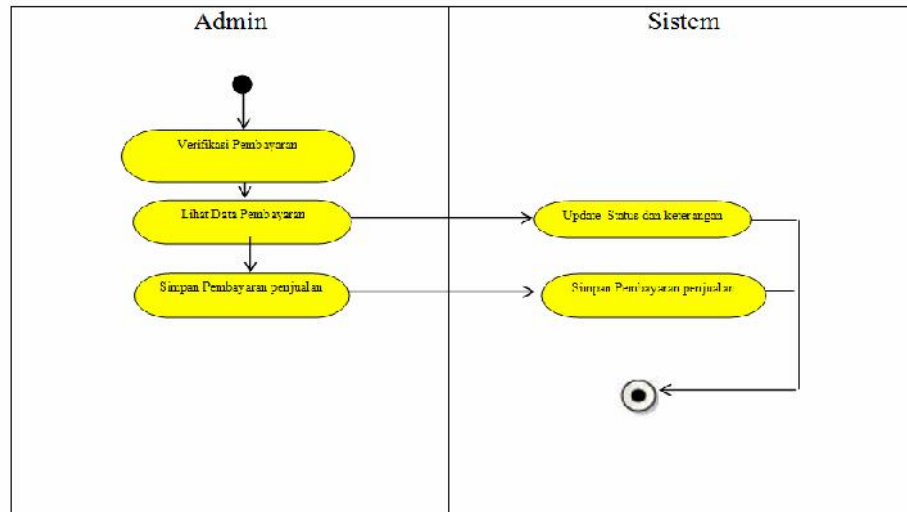 Admin
Sistem
Verifikasi Pembayaran
Lihat Data Pembayaran
Update Status dan keterangan
Simpan Pembayaran penjualan
Simpan Pembayaran penjualan